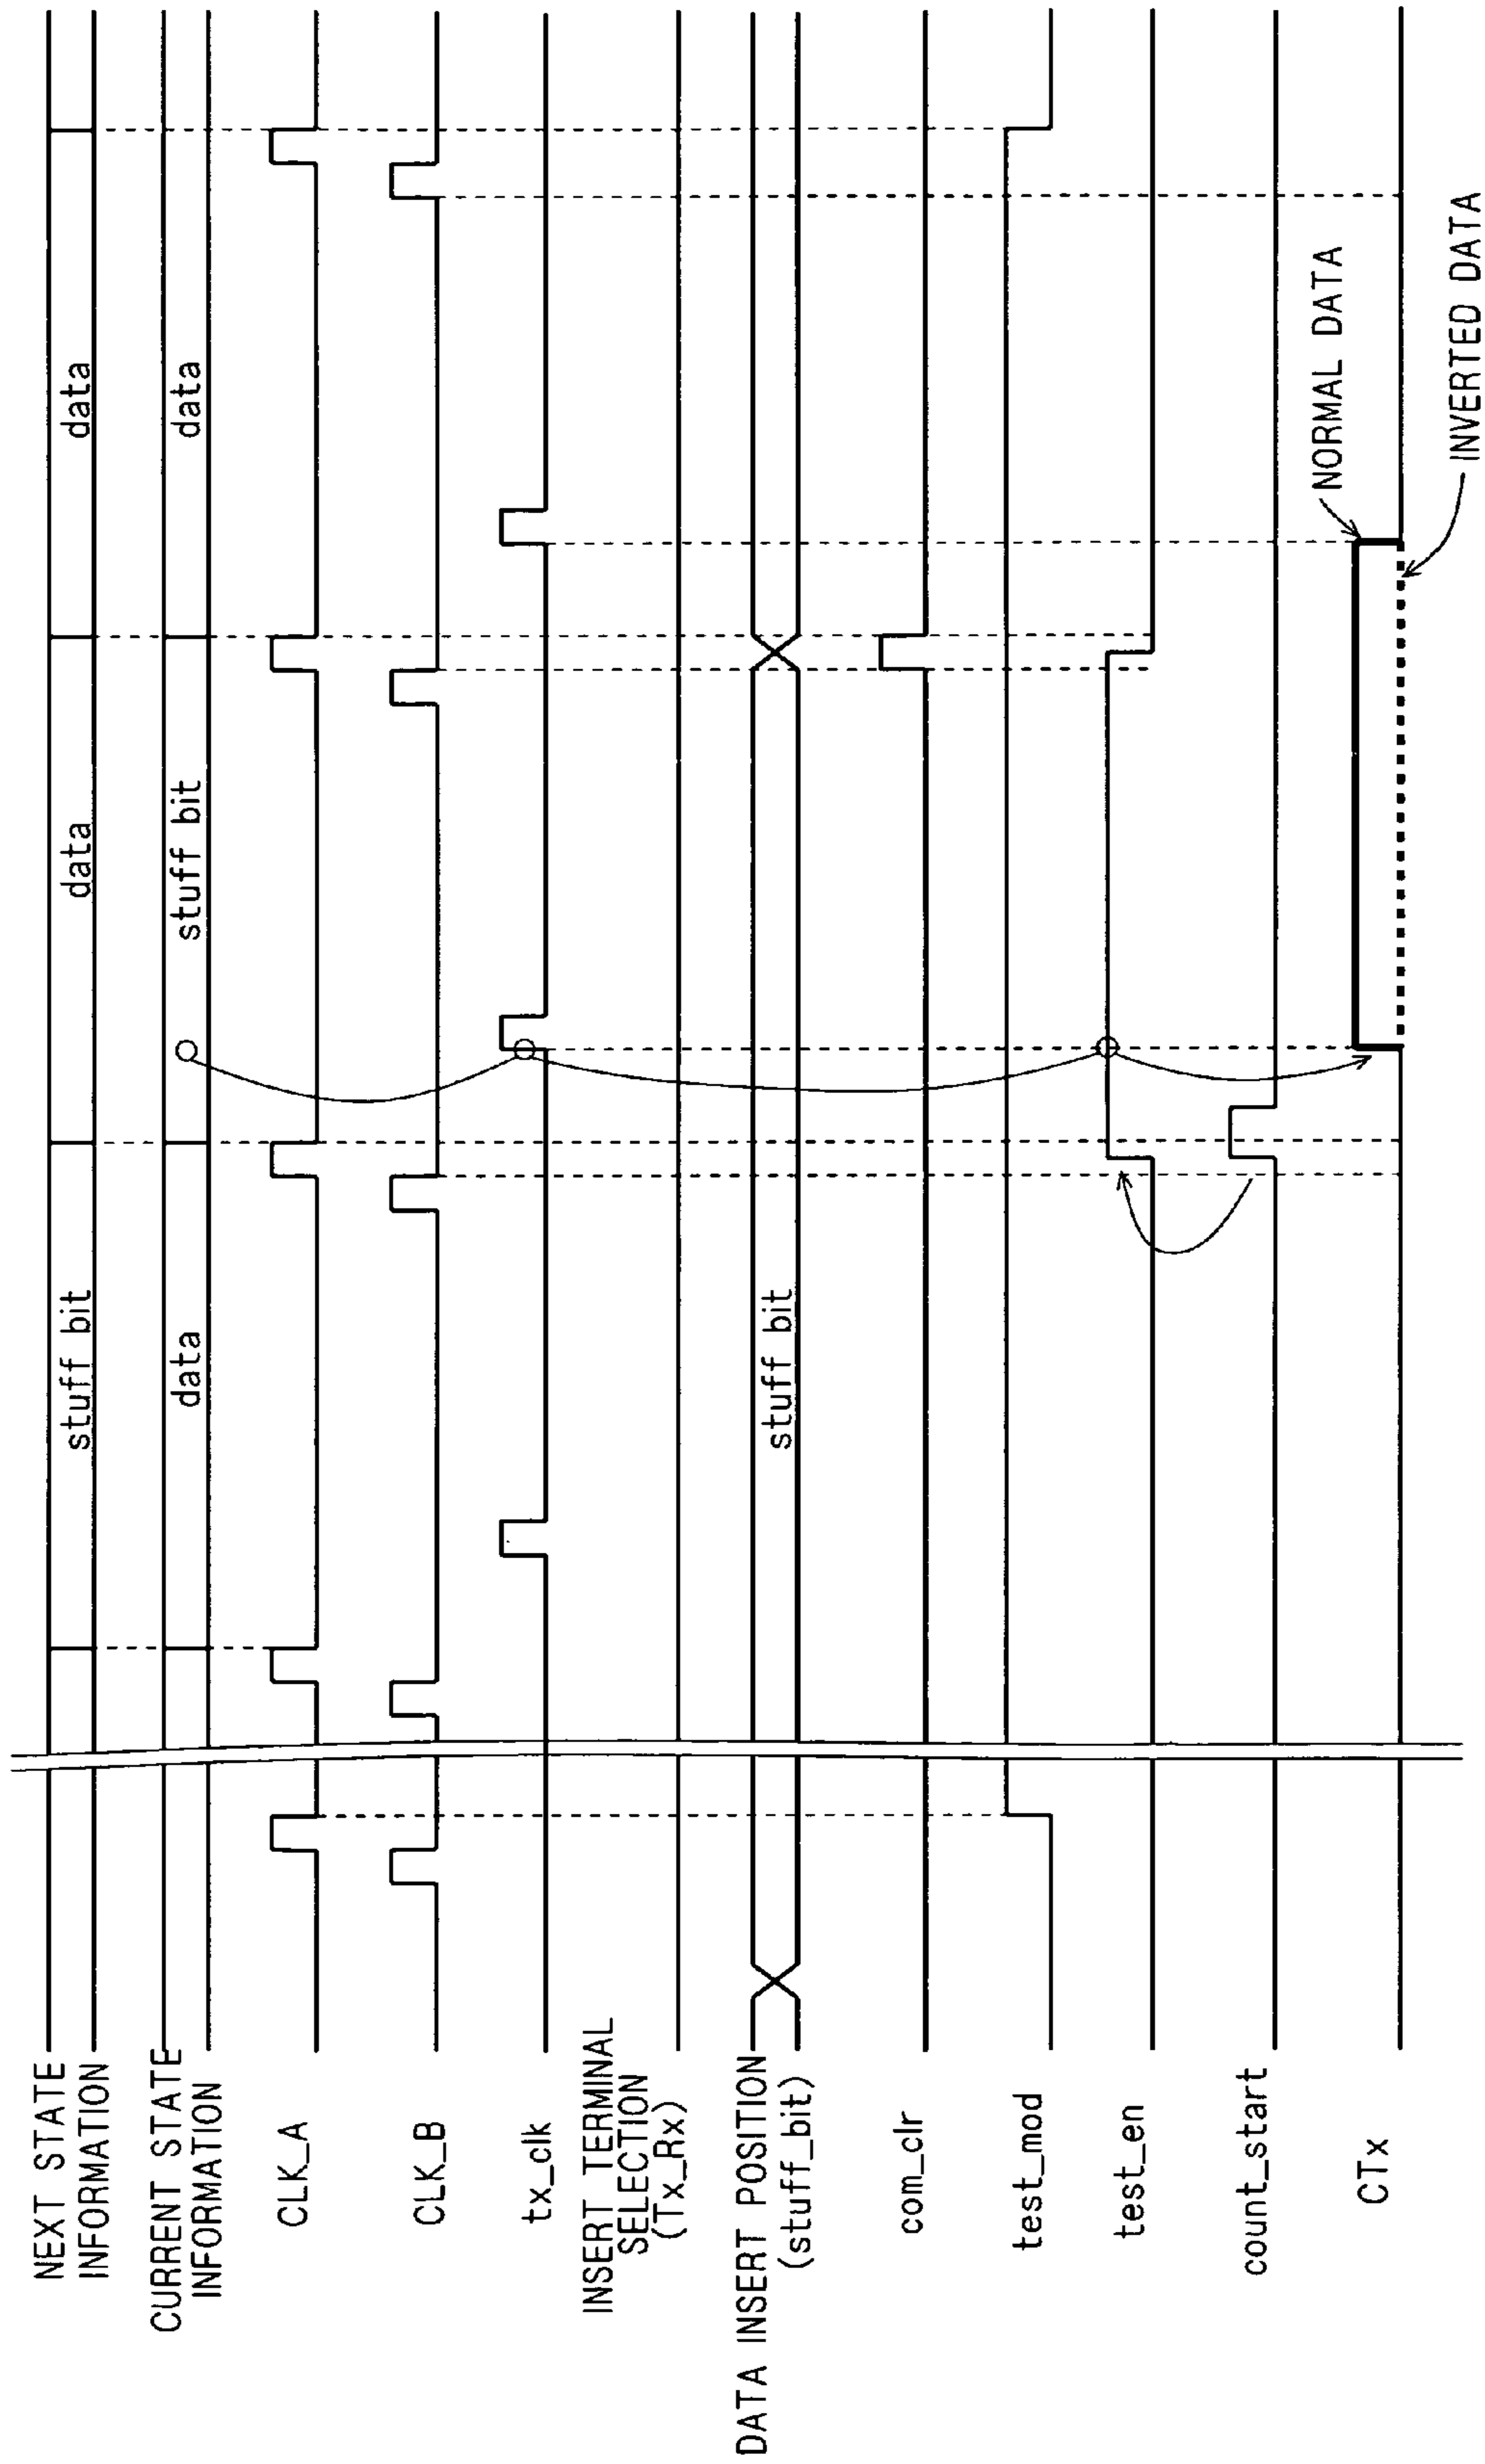 NEXT STATE
INFORMATION
stuff bit
data
data
CURRENT STATE
INFORMATION
data
stuff bit
data
CLK_A
CLK_B
tx_clk
INSERT TERMINAL
SELECTION
(Tx_Rx)
DATA INSERT POSITION
(stuff_bit)
stuff bit
com_clr
test_mod
test_en
count_start
CTx
NORMAL DATA
INVERTED DATA